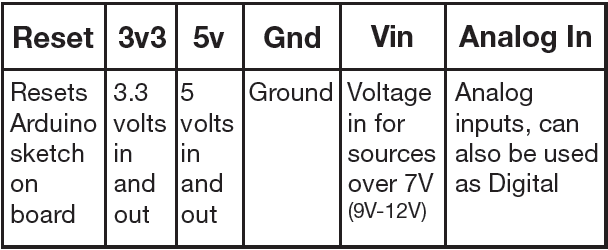 Reset 3v3 5v Gnd Vin Analog In
Resets 3.3 5 Ground Voltage Analog
Arduino volts volts in for inputs, can
sketch in in sources also be used
on and and over 7V as Digital
board out out (9V-12V)